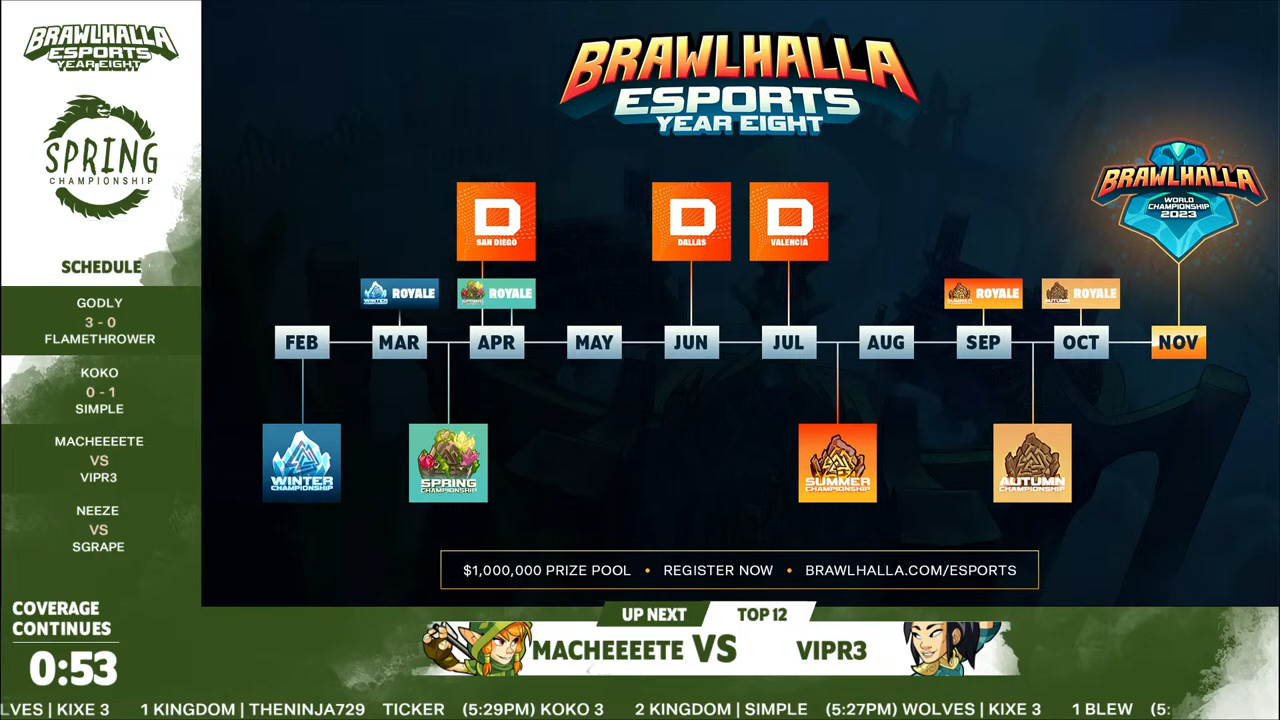 BRAWLHALLA
ESPORTS
YEAR EIGHT
SPRING
CHAMPIONSHIP
SCHEDULE
GODLY
3 - 0
FLAMETHROWER
KOKO
0 - 1
SIMPLE
MACHEEEETE
VS
VIPR3
NEEZE
VS
SGRAPE
COVERAGE
CONTINUES
0:53
BRAWLHALLA
ESPORTS
YEAR EIGHT
D
SAN DIEGO
D
DALLAS
D
VALENCIA
BRAWLHALLA
WORLD
CHAMPIONSHIP
2023
WINTER ROYALE
SPRING ROYALE
SUMMER ROYALE
AUTUMN ROYALE
FEB MAR APR MAY JUN JUL AUG SEP OCT NOV
WINTER
CHAMPIONSHIP
SPRING
CHAMPIONSHIP
SUMMER
CHAMPIONSHIP
AUTUMN
CHAMPIONSHIP
$1,000,000 PRIZE POOL • REGISTER NOW • BRAWLHALLA.COM/ESPORTS
UP NEXT TOP 12
MACHEEEETE VS VIPR3
LVES | KIXE 3 1 KINGDOM | THENINJA729 TICKER (5:29PM) KOKO 3 2 KINGDOM | SIMPLE (5:27PM) WOLVES | KIXE 3 1 BLEW (5: